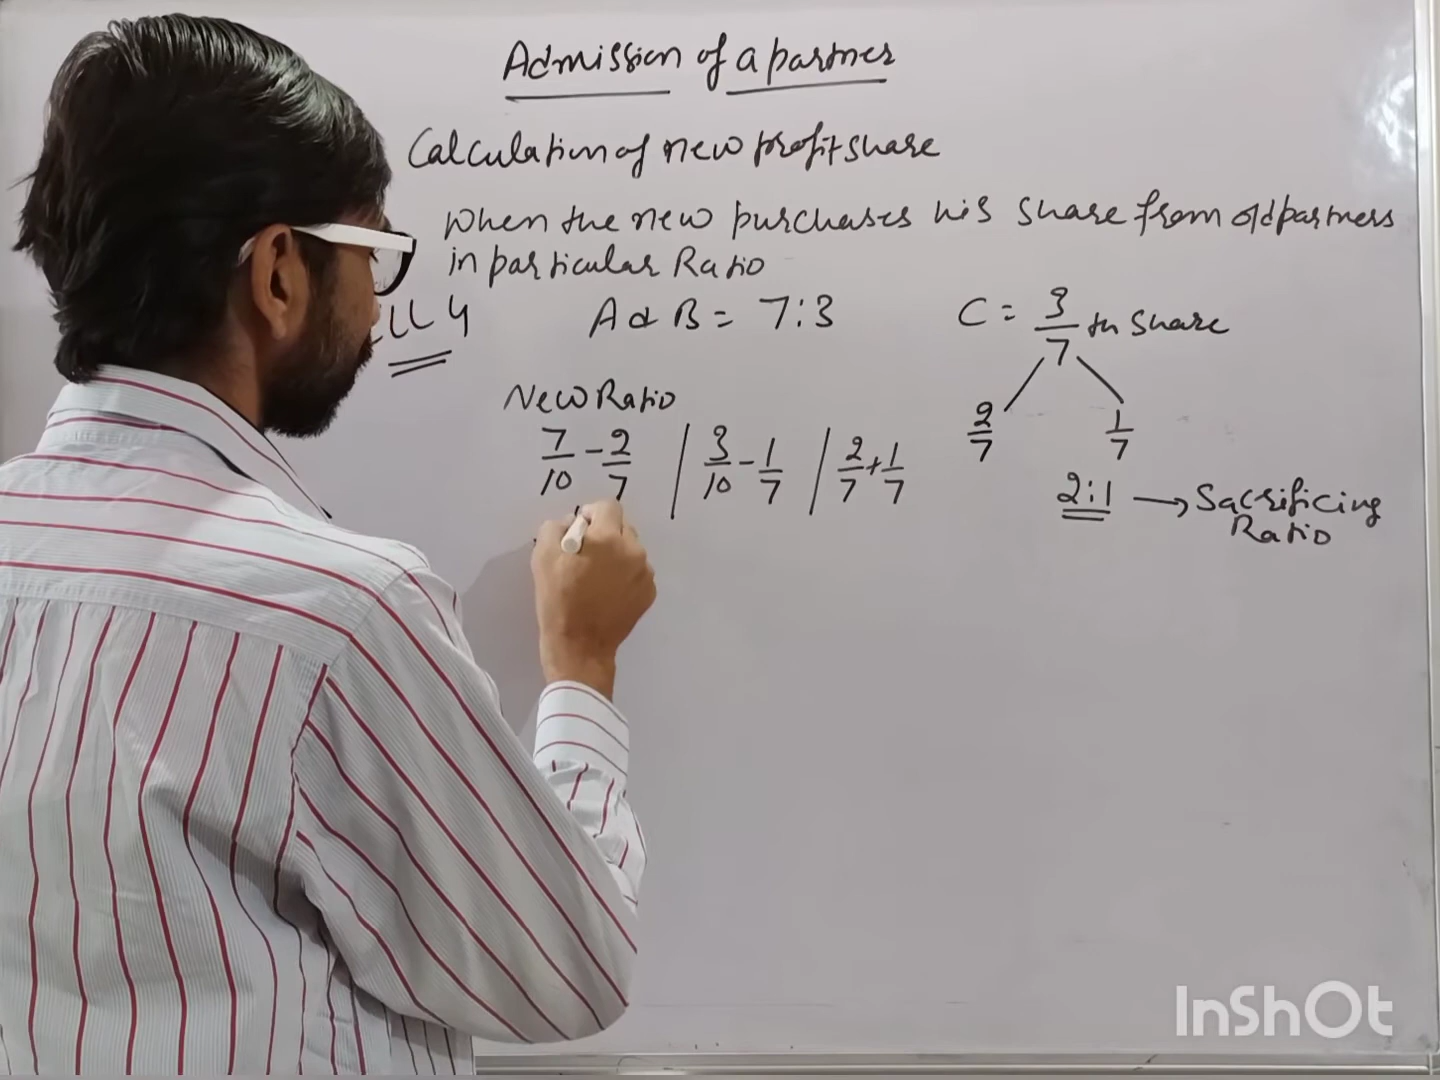 Admission of a partner
Calculation of new profit share
When the new purchases his share from old partners
in particular Ratio
4
A & B = 7:3
C = 3/7 th share
2/7 1/7
2:1 → Sacrificing
Ratio
New Ratio
7/10 - 2/7 | 3/10 - 1/7 | 2/7 + 1/7
InShOt